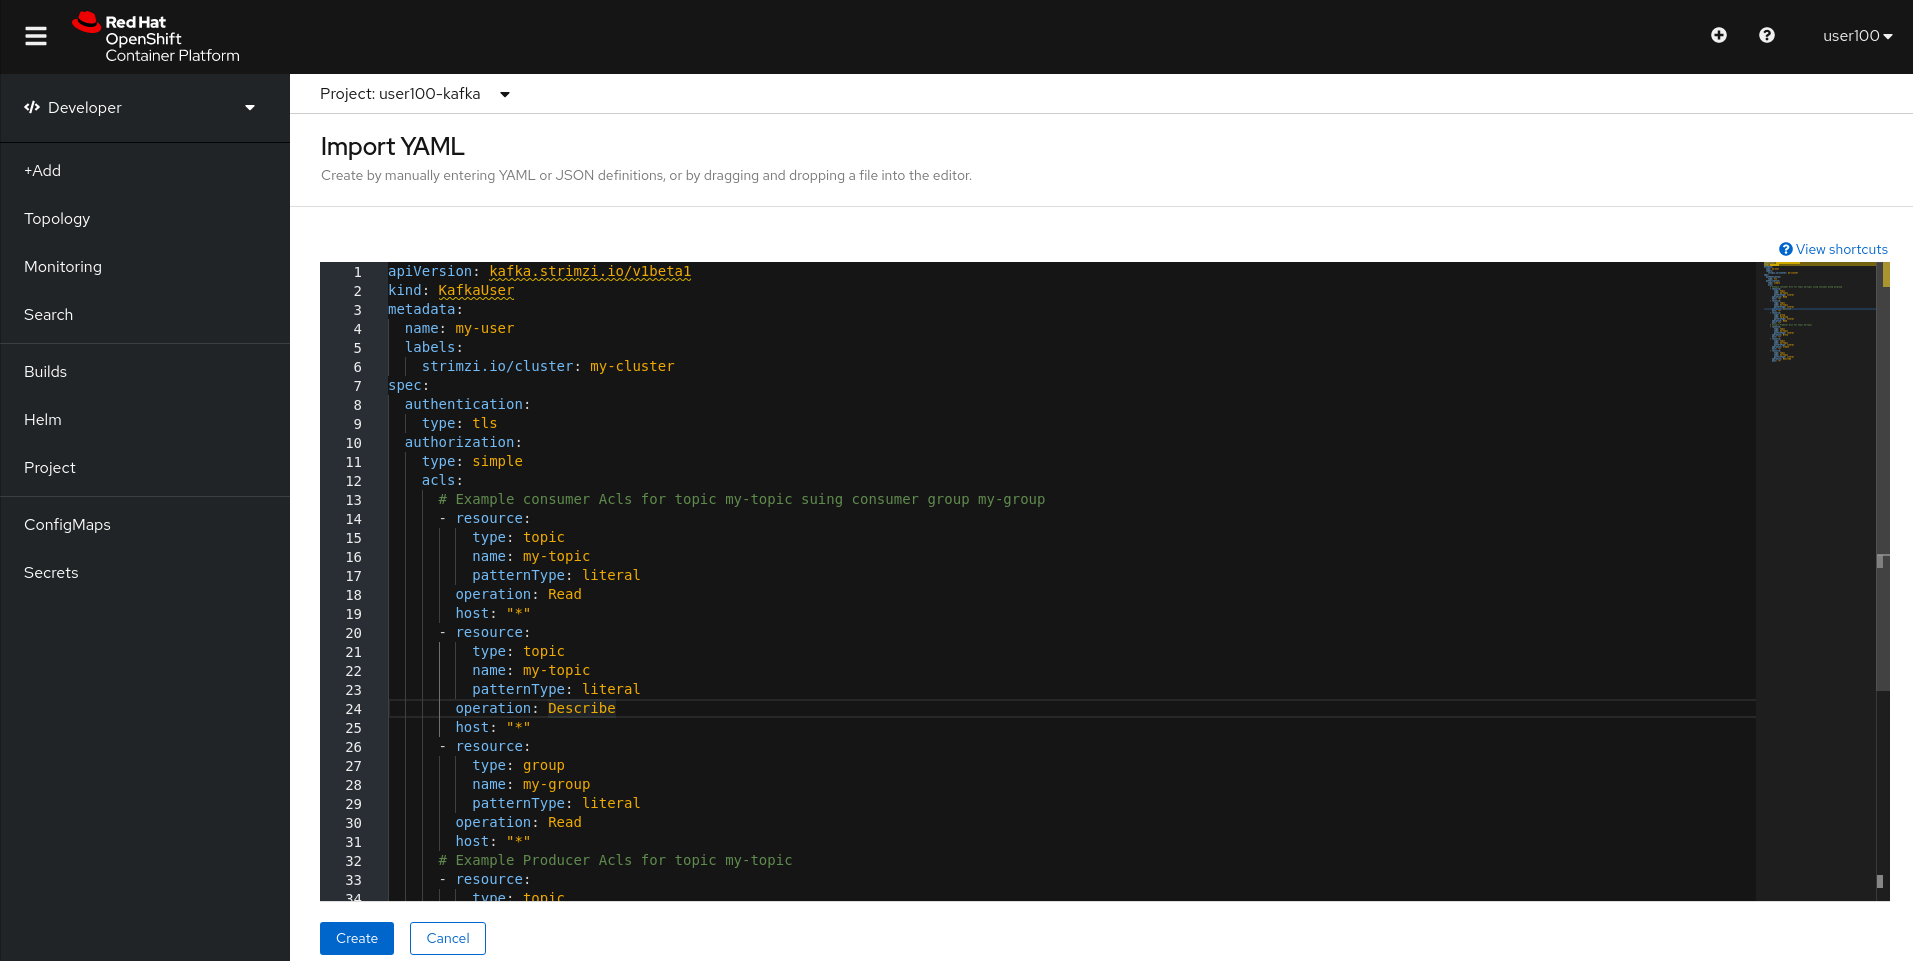 Red Hat
OpenShift
Container Platform
user100
Developer
+Add
Topology
Monitoring
Search
Builds
Helm
Project
ConfigMaps
Secrets
Project: user100-kafka
Import YAML
Create by manually entering YAML or JSON definitions, or by dragging and dropping a file into the editor.
View shortcuts
1 apiVersion: kafka.strimzi.io/v1beta1
2 kind: KafkaUser
3 metadata:
4   name: my-user
5   labels:
6     strimzi.io/cluster: my-cluster
7 spec:
8   authentication:
9     type: tls
10   authorization:
11     type: simple
12     acls:
13       # Example consumer Acls for topic my-topic suing consumer group my-group
14       - resource:
15           type: topic
16           name: my-topic
17           patternType: literal
18         operation: Read
19         host: "*"
20       - resource:
21           type: topic
22           name: my-topic
23           patternType: literal
24         operation: Describe
25         host: "*"
26       - resource:
27           type: group
28           name: my-group
29           patternType: literal
30         operation: Read
31         host: "*"
32       # Example Producer Acls for topic my-topic
33       - resource:
34           type: topic
Create Cancel